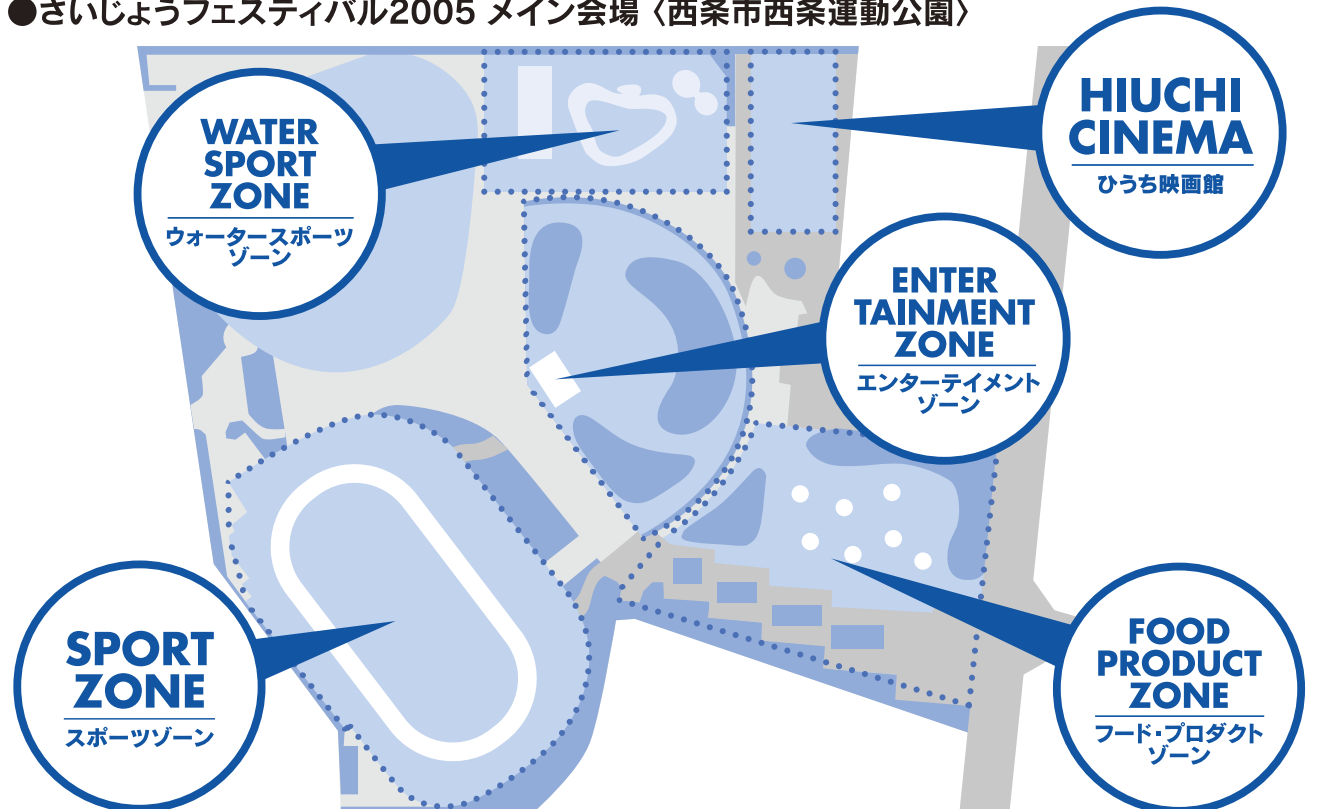 ●さいじょうフェスティバル2005 メイン会場〈西条市西条運動公園〉
WATER
SPORT
ZONE
ウォータースポーツ
ゾーン
HIUCHI
CINEMA
ひうち映画館
ENTER
TAINMENT
ZONE
エンターテイメント
ゾーン
SPORT
ZONE
スポーツゾーン
FOOD
PRODUCT
ZONE
フード・プロダクト
ゾーン